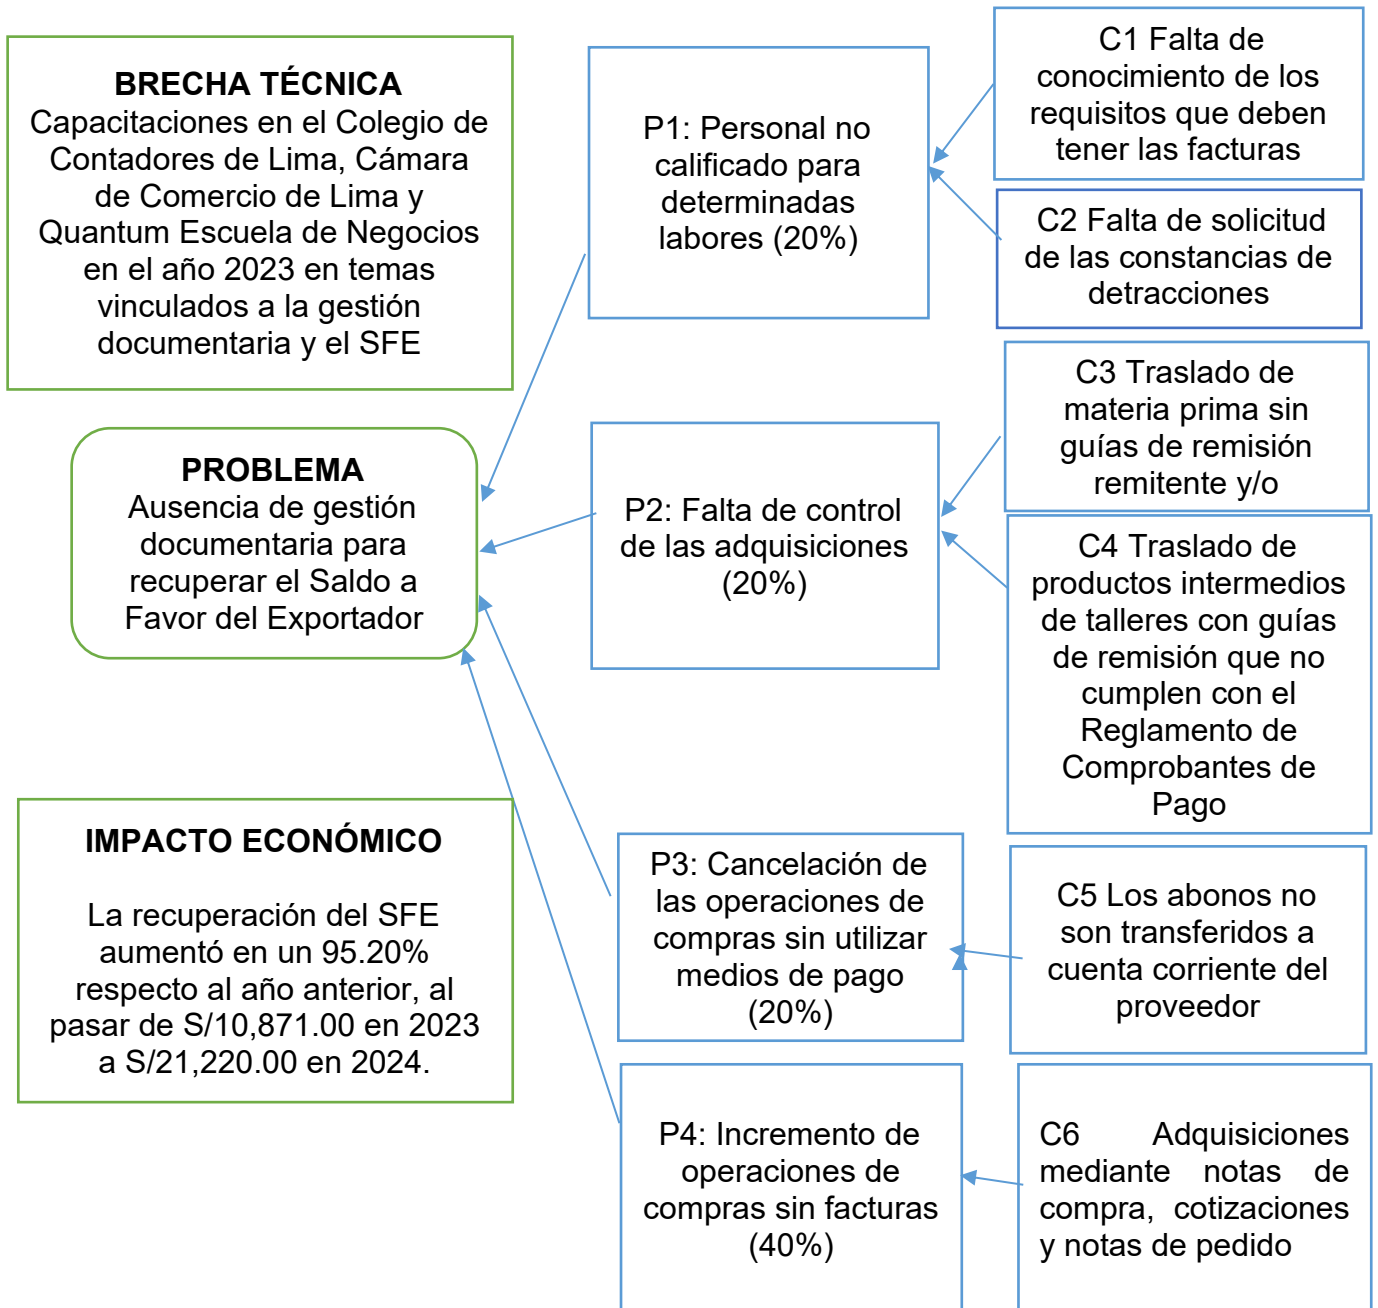 BRECHA TÉCNICA
Capacitaciones en el Colegio de
Contadores de Lima, Cámara
de Comercio de Lima y
Quantum Escuela de Negocios
en el año 2023 en temas
vinculados a la gestión
documentaria y el SFE
PROBLEMA
Ausencia de gestión
documentaria para
recuperar el Saldo a
Favor del Exportador
IMPACTO ECONÓMICO
La recuperación del SFE
aumentó en un 95.20%
respecto al año anterior, al
pasar de S/10,871.00 en 2023
a S/21,220.00 en 2024.
P1: Personal no
calificado para
determinadas
labores (20%)
P2: Falta de control
de las adquisiciones
(20%)
P3: Cancelación de
las operaciones de
compras sin utilizar
medios de pago
(20%)
P4: Incremento de
operaciones de
compras sin facturas
(40%)
C1 Falta de
conocimiento de los
requisitos que deben
tener las facturas
C2 Falta de solicitud
de las constancias de
detracciones
C3 Traslado de
materia prima sin
guías de remisión
remitente y/o
C4 Traslado de
productos intermedios
de talleres con guías
de remisión que no
cumplen con el
Reglamento de
Comprobantes de
Pago
C5 Los abonos no
son transferidos a
cuenta corriente del
proveedor
C6 Adquisiciones
mediante notas de
compra, cotizaciones
y notas de pedido